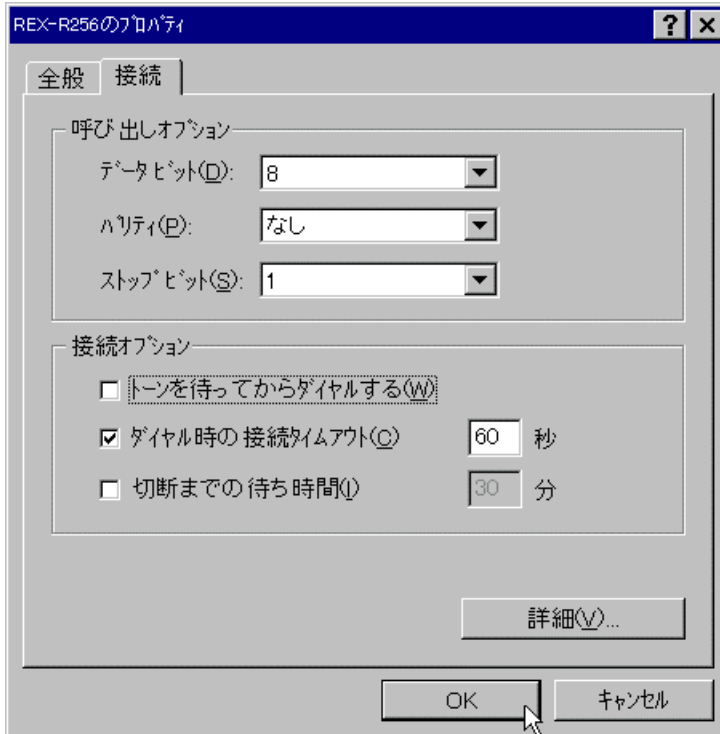 REX-R256のﾌﾟﾛﾊﾟﾃｨ
全般 接続
呼び出しオプション
ﾃﾞｰﾀ ﾋﾞｯﾄ(D): 8
ﾊﾟﾘﾃｨ(P): なし
ｽﾄｯﾌﾟ ﾋﾞｯﾄ(S): 1
接続オプション
ﾄｰﾝを待ってからダイヤルする(W)
ダイヤル時の接続ﾀｲﾑｱｳﾄ(C) 60 秒
切断までの待ち時間(I) 30 分
詳細(V)...
OK ｷｬﾝｾﾙ